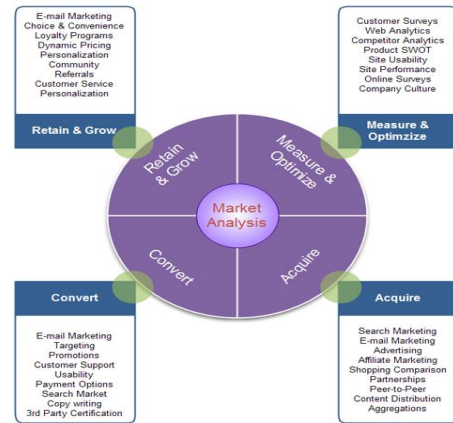 E-mail Marketing
Choice & Convenience
Loyalty Programs
Dynamic Pricing
Personalization
Community
Referrals
Customer Service
Personalization
Retain & Grow
Customer Surveys
Web Analytics
Competitor Analytics
Product SWOT
Site Usability
Site Performance
Online Surveys
Company Culture
Measure &
Optimzize
Retain
& Grow
Measure &
Optimize
Market
Analysis
Convert
Acquire
Convert
E-mail Marketing
Targeting
Promotions
Customer Support
Usability
Payment Options
Search Market
Copy writing
3rd Party Certification
Acquire
Search Marketing
E-mail Marketing
Advertising
Affiliate Marketing
Shopping Comparison
Partnerships
Peer-to-Peer
Content Distribution
Aggregations